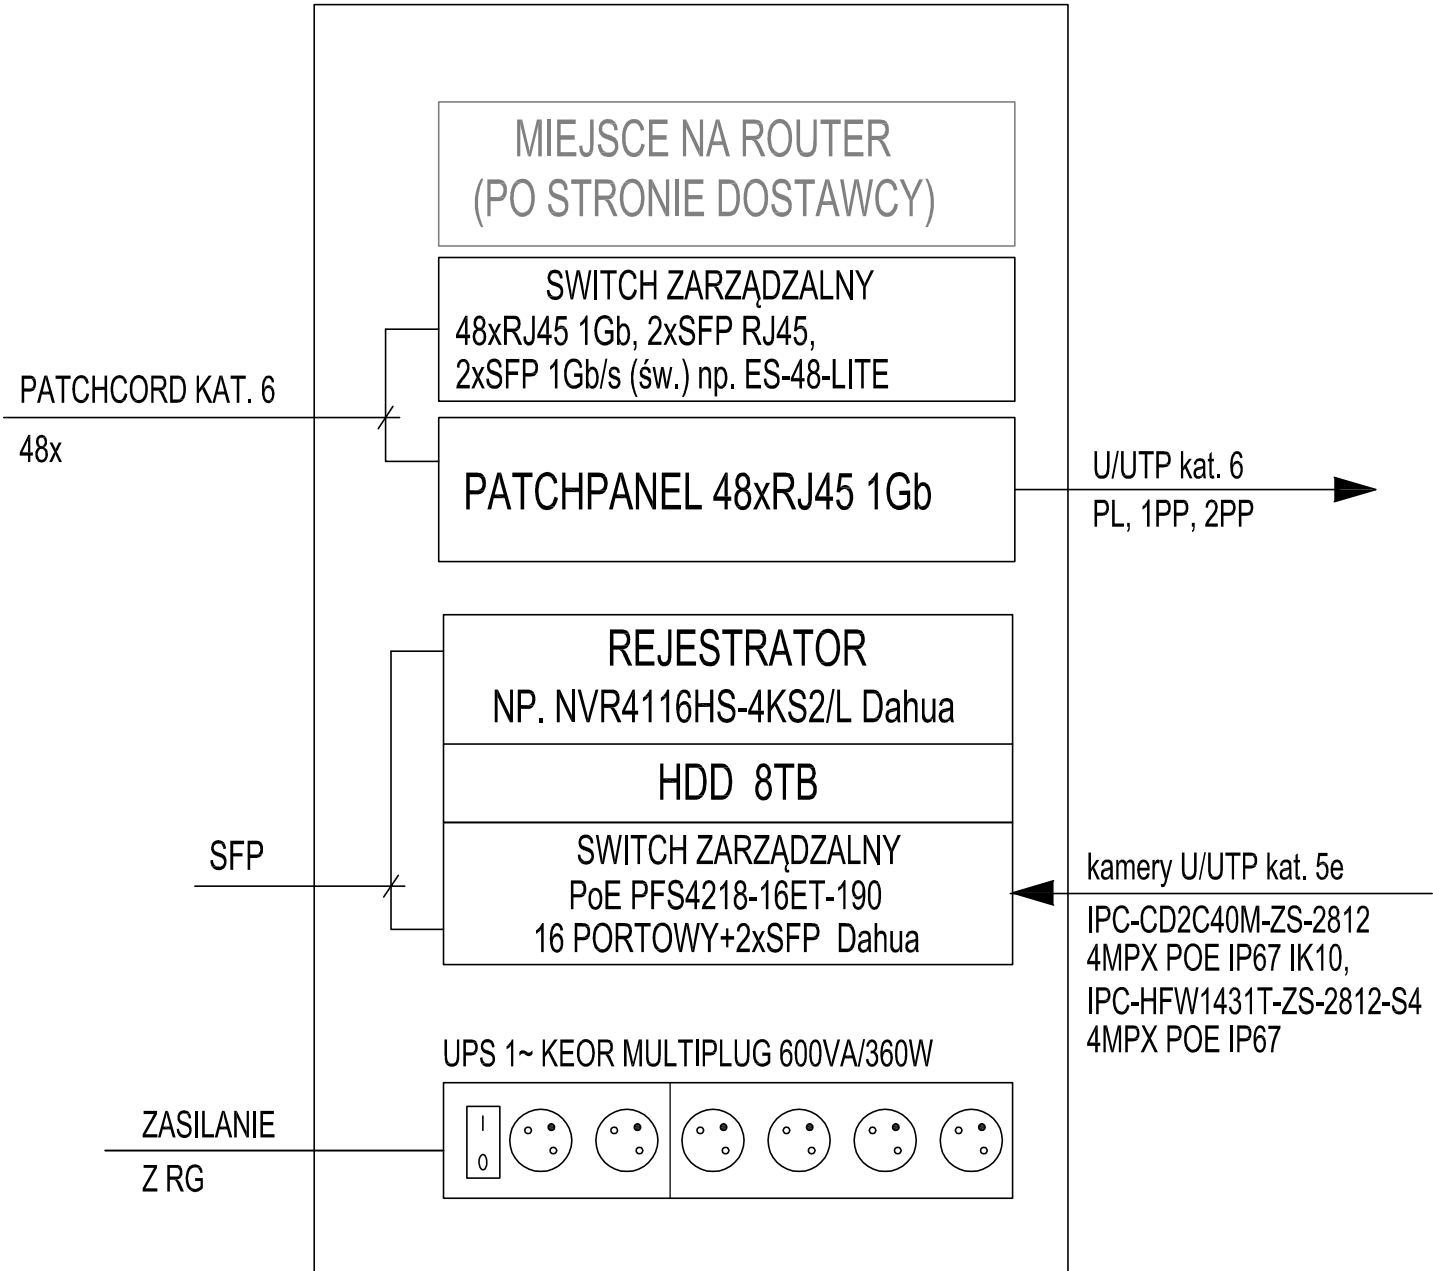 MIEJSCE NA ROUTER
(PO STRONIE DOSTAWCY)
SWITCH ZARZĄDZALNY
48xRJ45 1Gb, 2xSFP RJ45,
2xSFP 1Gb/s (św.) np. ES-48-LITE
PATCHCORD KAT. 6
48x
PATCHPANEL 48xRJ45 1Gb
U/UTP kat. 6
PL, 1PP, 2PP
REJESTRATOR
NP. NVR4116HS-4KS2/L Dahua
HDD 8TB
SFP
SWITCH ZARZĄDZALNY
PoE PFS4218-16ET-190
16 PORTOWY+2xSFP Dahua
kamery U/UTP kat. 5e
IPC-CD2C40M-ZS-2812
4MPX POE IP67 IK10,
IPC-HFW1431T-ZS-2812-S4
4MPX POE IP67
UPS 1~ KEOR MULTIPLUG 600VA/360W
ZASILANIE
Z RG
I
0